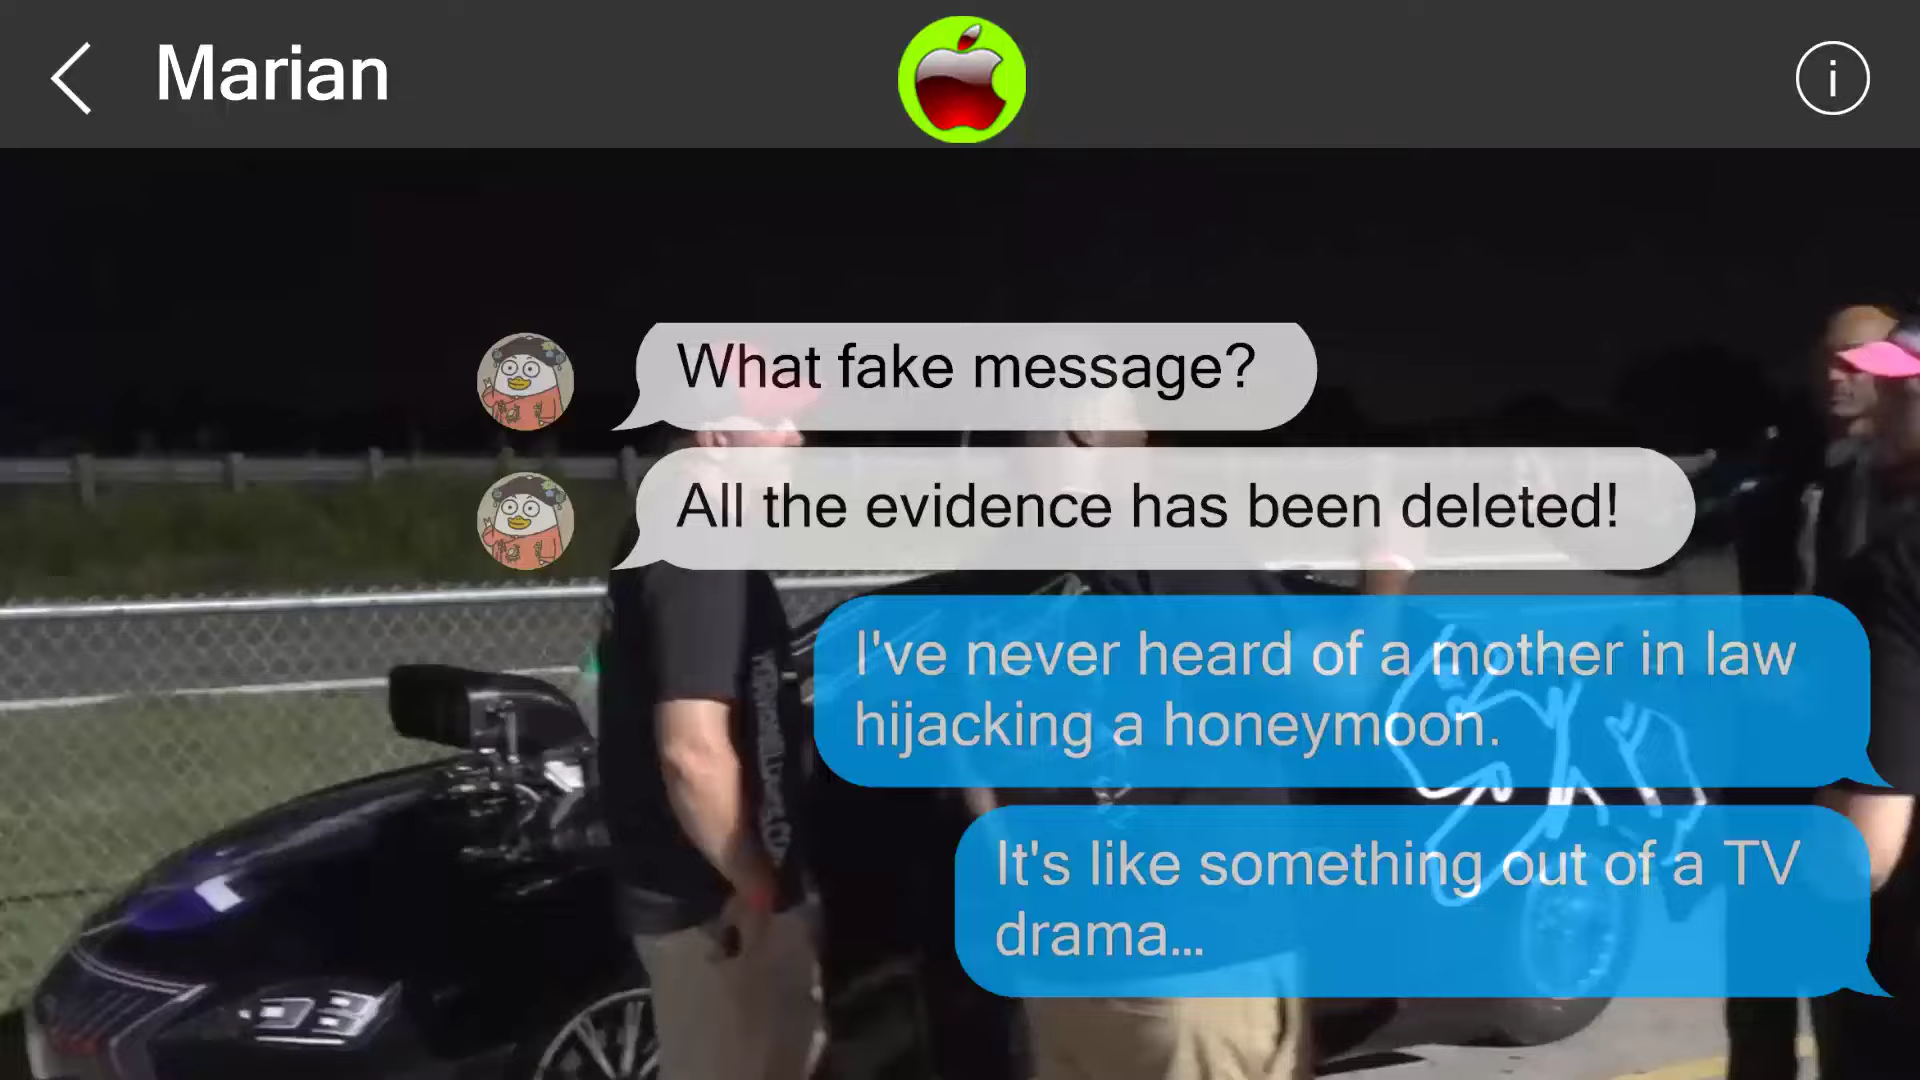 Marian
What fake message?
All the evidence has been deleted!
I've never heard of a mother in law
hijacking a honeymoon.
It's like something out of a TV
drama...